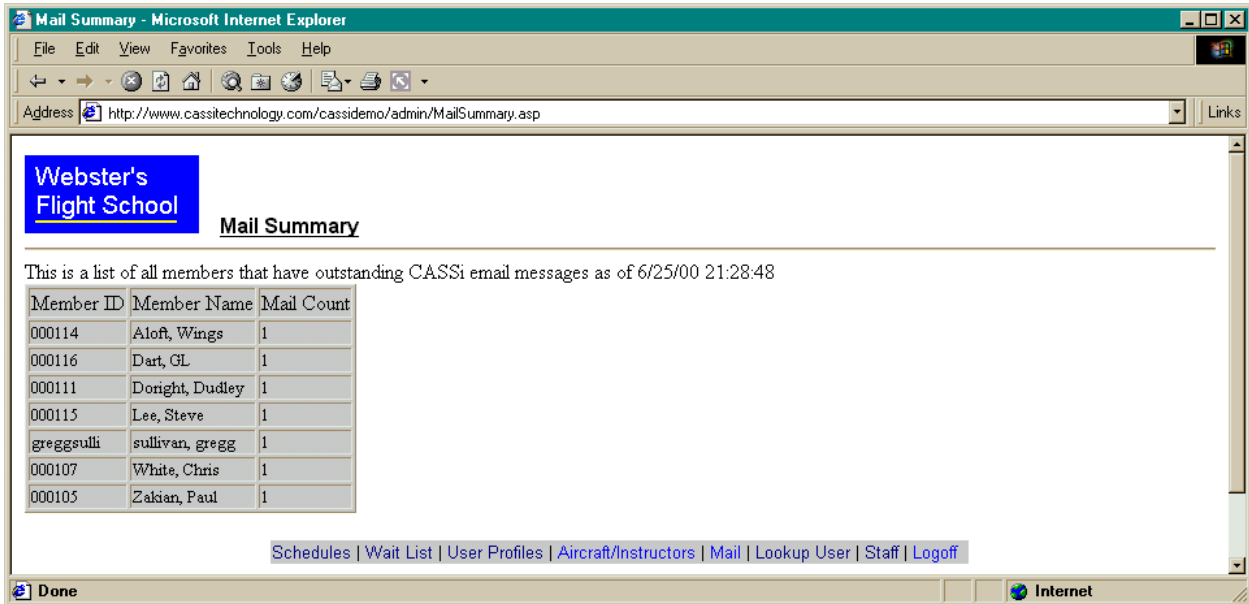 Mail Summary - Microsoft Internet Explorer
File Edit View Favorites Tools Help
Address http://www.cassitechnology.com/cassidemo/admin/MailSummary.asp Links
Webster's
Flight School
Mail Summary
This is a list of all members that have outstanding CASSi email messages as of 6/25/00 21:28:48
Member ID Member Name Mail Count
000114 Aloft, Wings 1
000116 Dart, GL 1
000111 Doright, Dudley 1
000115 Lee, Steve 1
greggsulli sullivan, gregg 1
000107 White, Chris 1
000105 Zakian, Paul 1
Schedules | Wait List | User Profiles | Aircraft/Instructors | Mail | Lookup User | Staff | Logoff
Done Internet